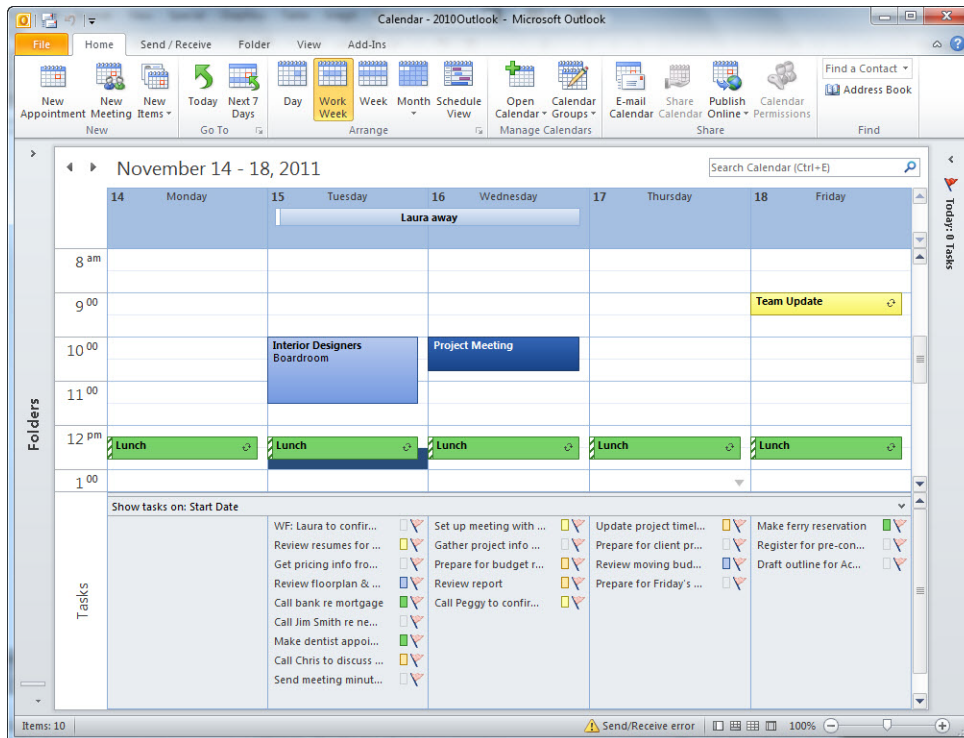 Calendar - 2010Outlook - Microsoft Outlook
File Home Send / Receive Folder View Add-Ins
New Appointment
New Meeting
New Items
Today
Next 7 Days
Day
Work Week
Week
Month
Schedule View
Open Calendar
Calendar Groups
E-mail Calendar
Share Calendar
Publish Online
Calendar Permissions
Find a Contact
Address Book
New Go To Arrange Manage Calendars Share Find
November 14 - 18, 2011
Search Calendar (Ctrl+E)
14 Monday 15 Tuesday 16 Wednesday 17 Thursday 18 Friday
Laura away
8 am
9 00
Team Update
10 00
Interior Designers
Boardroom
Project Meeting
11 00
12 pm
Lunch Lunch Lunch Lunch Lunch
1 00
Folders
Today: 0 Tasks
Show tasks on: Start Date
Tasks
WF: Laura to confir...
Review resumes for ...
Get pricing info fro...
Review floorplan & ...
Call bank re mortgage
Call Jim Smith re ne...
Make dentist appoi...
Call Chris to discuss ...
Send meeting minut...
Set up meeting with ...
Gather project info ...
Prepare for budget r...
Review report
Call Peggy to confir...
Update project timel...
Prepare for client pr...
Review moving bud...
Prepare for Friday's ...
Make ferry reservation
Register for pre-con...
Draft outline for Ac...
Items: 10
Send/Receive error
100%